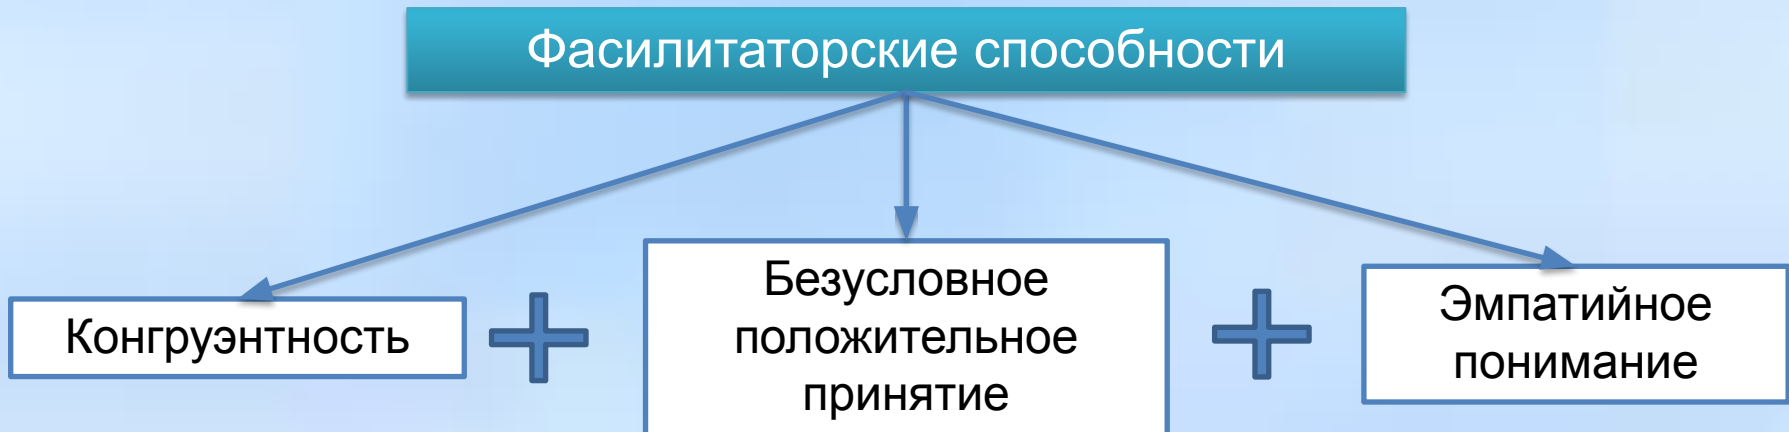 Фасилитаторские способности
Конгруэнтность
Безусловное
положительное
принятие
Эмпатийное
понимание